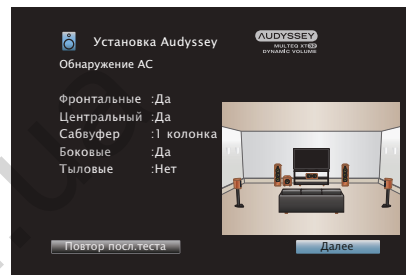 Установка Audyssey
AUDYSSEY
MULTEQ XT32
DYNAMIC VOLUME
Обнаружение АС
Фронтальные :Да
Центральный :Да
Сабвуфер :1 колонка
Боковые :Да
Тыловые :Нет
Повтор посл.теста
Далее